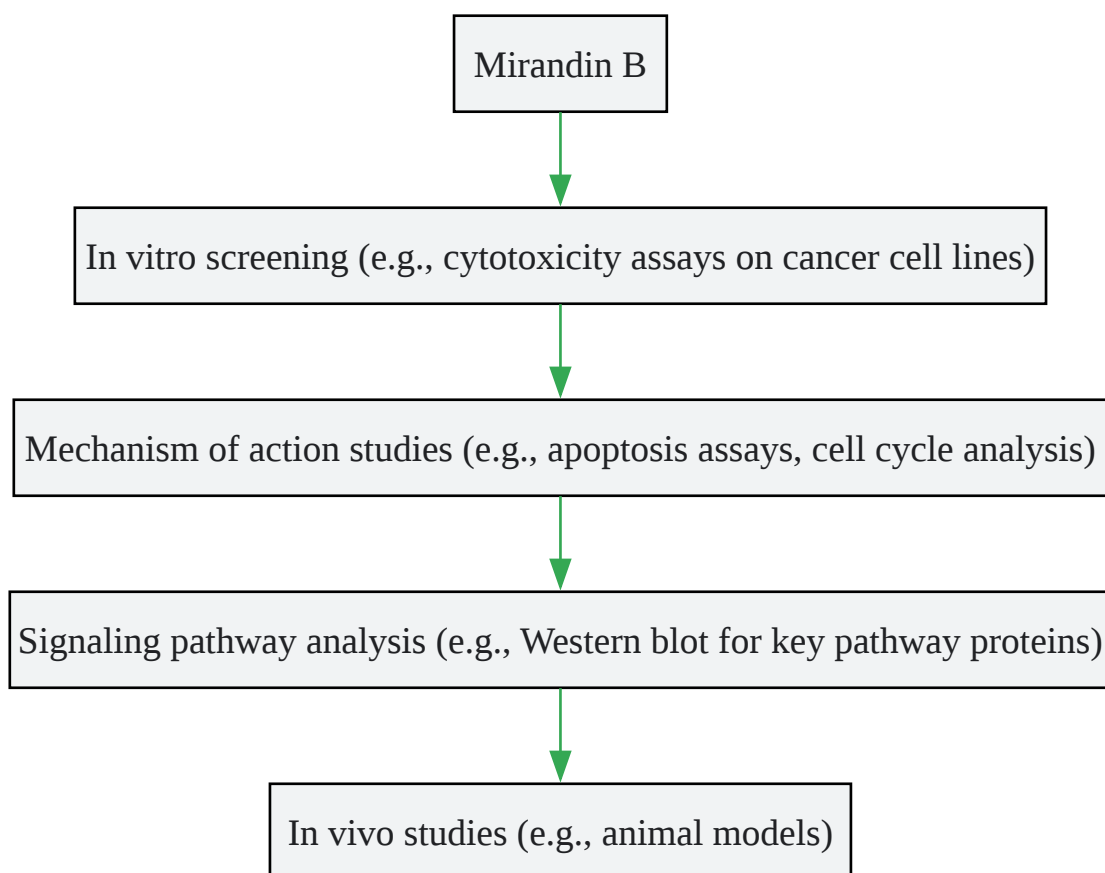 Mirandin B
In vitro screening (e.g., cytotoxicity assays on cancer cell lines)
Mechanism of action studies (e.g., apoptosis assays, cell cycle analysis)
Signaling pathway analysis (e.g., Western blot for key pathway proteins)
In vivo studies (e.g., animal models)